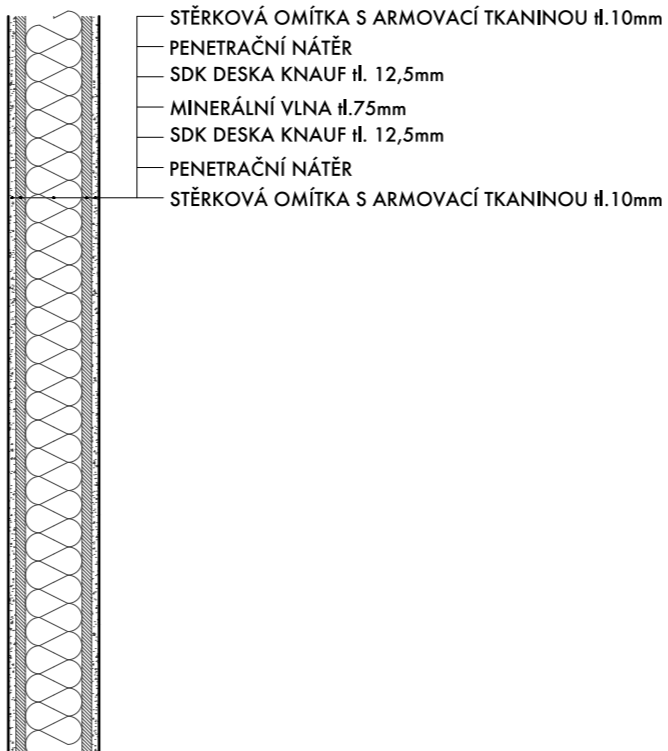 STĚRKOVÁ OMÍTKA S ARMOVACÍ TKANINOU tl.10mm
PENETRAČNÍ NÁTĚR
SDK DESKA KNAUF tl. 12,5mm
MINERÁLNÍ VLNA tl.75mm
SDK DESKA KNAUF tl. 12,5mm
PENETRAČNÍ NÁTĚR
STĚRKOVÁ OMÍTKA S ARMOVACÍ TKANINOU tl.10mm